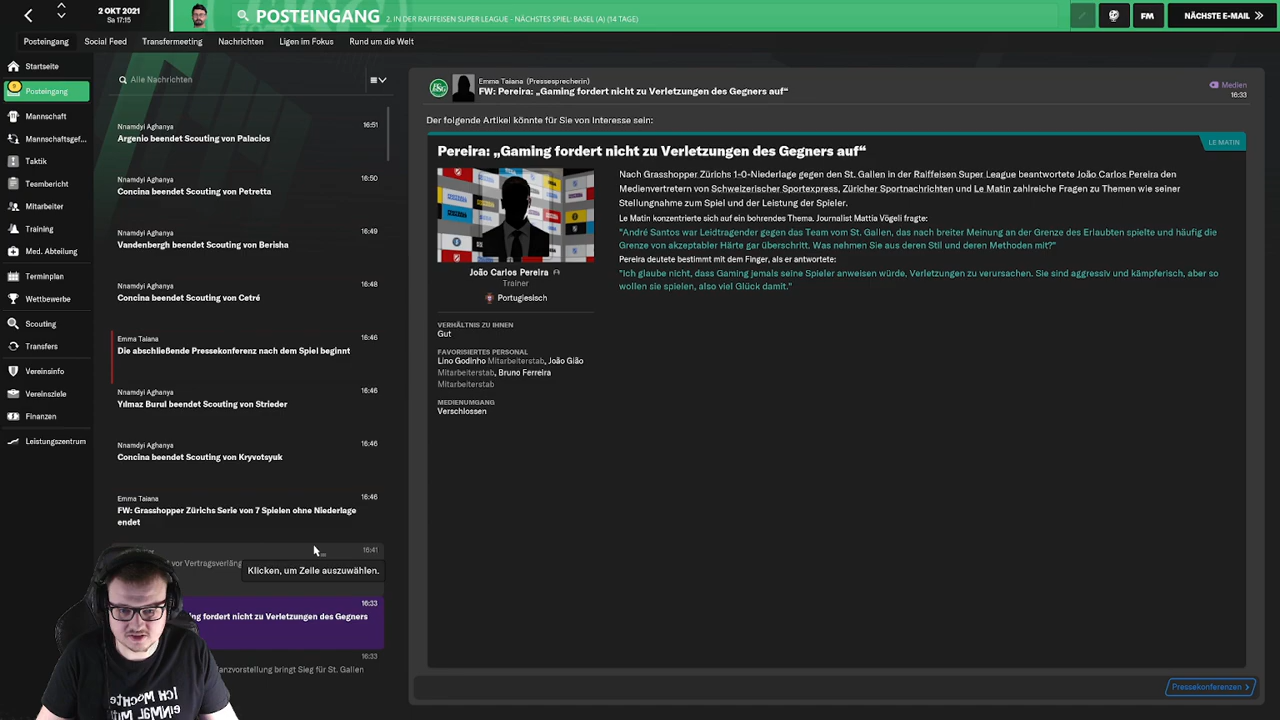 2 OKT 2021
Sa 17:15
POSTEINGANG
2. IN DER RAIFFEISEN SUPER LEAGUE - NÄCHSTES SPIEL: BASEL (A) (14 TAGE)
FM
NÄCHSTE E-MAIL
Posteingang
Social Feed
Transfermeeting
Nachrichten
Ligen im Fokus
Rund um die Welt
Startseite
Posteingang
Mannschaft
Mannschaftsgef...
Taktik
Teambericht
Mitarbeiter
Training
Med. Abteilung
Terminplan
Wettbewerbe
Scouting
Transfers
Vereinsinfo
Vereinsziele
Finanzen
Leistungszentrum
Alle Nachrichten
Nnamdyi Aghanya
16:51
Argenio beendet Scouting von Palacios
Nnamdyi Aghanya
16:50
Concina beendet Scouting von Petretta
Nnamdyi Aghanya
16:49
Vandenbergh beendet Scouting von Berisha
Nnamdyi Aghanya
16:48
Concina beendet Scouting von Cetré
Emma Taiana
16:46
Die abschließende Pressekonferenz nach dem Spiel beginnt
Nnamdyi Aghanya
16:46
Yılmaz Burul beendet Scouting von Strieder
Nnamdyi Aghanya
16:46
Concina beendet Scouting von Kryvotsyuk
Emma Taiana
16:46
FW: Grasshopper Zürichs Serie von 7 Spielen ohne Niederlage
endet
16:41
vor Vertragsverläng
Klicken, um Zeile auszuwählen.
16:33
ng fordert nicht zu Verletzungen des Gegners
16:33
anzvorstellung bringt Sieg für St. Gallen
Emma Taiana (Pressesprecherin)
FW: Pereira: „Gaming fordert nicht zu Verletzungen des Gegners auf“
Medien
16:33
Der folgende Artikel könnte für Sie von Interesse sein:
LE MATIN
Pereira: „Gaming fordert nicht zu Verletzungen des Gegners auf“
João Carlos Pereira
Trainer
Portugiesisch
VERHÄLTNIS ZU IHNEN
Gut
FAVORISIERTES PERSONAL
Lino Godinho Mitarbeiterstab, João Gião
Mitarbeiterstab, Bruno Ferreira
Mitarbeiterstab
MEDIENUMGANG
Verschlossen
Nach Grasshopper Zürichs 1-0-Niederlage gegen den St. Gallen in der Raiffeisen Super League beantwortete João Carlos Pereira den
Medienvertretern von Schweizerischer Sportexpress, Züricher Sportnachrichten und Le Matin zahlreiche Fragen zu Themen wie seiner
Stellungnahme zum Spiel und der Leistung der Spieler.
Le Matin konzentrierte sich auf ein bohrendes Thema. Journalist Mattia Vögeli fragte:
"André Santos war Leidtragender gegen das Team vom St. Gallen, das nach breiter Meinung an der Grenze des Erlaubten spielte und häufig die
Grenze von akzeptabler Härte gar überschritt. Was nehmen Sie aus deren Stil und deren Methoden mit?"
Pereira deutete bestimmt mit dem Finger, als er antwortete:
"Ich glaube nicht, dass Gaming jemals seine Spieler anweisen würde, Verletzungen zu verursachen. Sie sind aggressiv und kämpferisch, aber so
wollen sie spielen, also viel Glück damit."
Pressekonferenzen